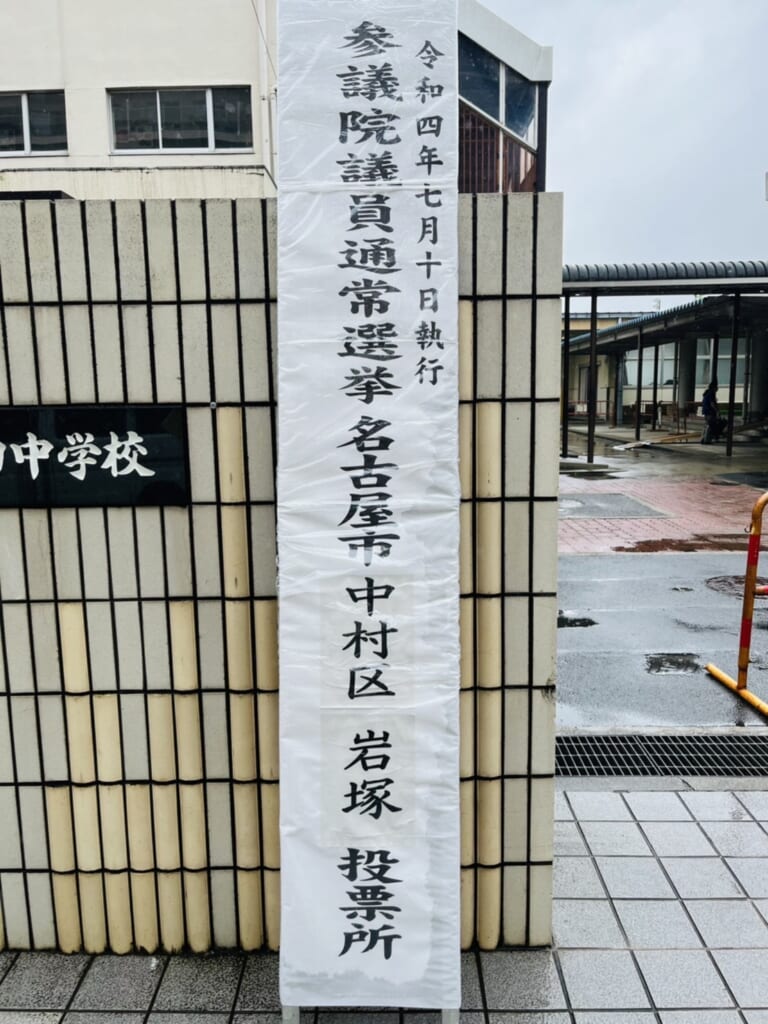 令和四年七月十日執行
参議院議員通常選挙 名古屋市 中村区 岩塚 投票所
中学校